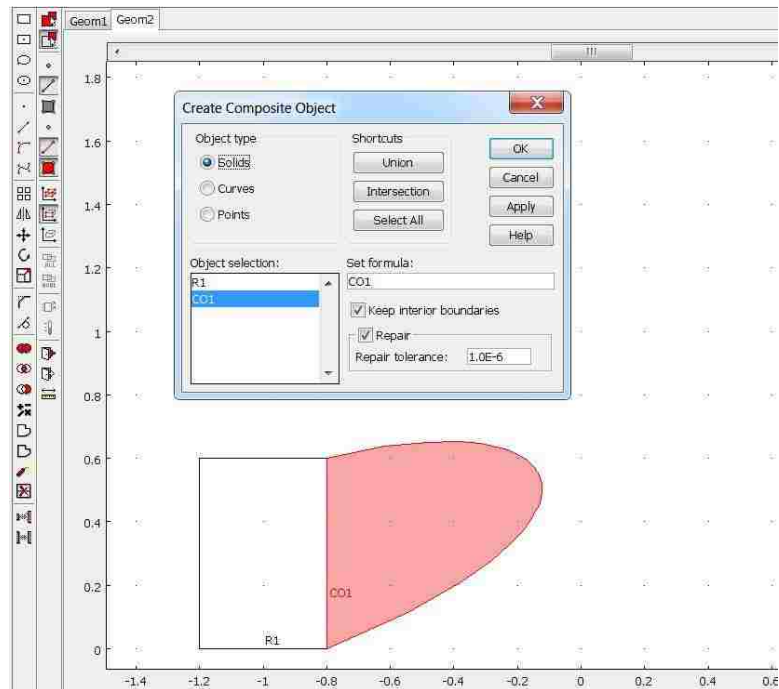 Geom1 Geom2
1.8
1.6
1.4
1.2
1
0.8
0.6
0.4
0.2
0
Create Composite Object
Object type
Solids
Curves
Points
Shortcuts
Union
Intersection
Select All
OK
Cancel
Apply
Help
Object selection:
R1
CO1
Set formula:
CO1
Keep interior boundaries
Repair
Repair tolerance: 1.0E-6
CO1
R1
-1.4 -1.2 -1 -0.8 -0.6 -0.4 -0.2 0 0.2 0.4 0.6